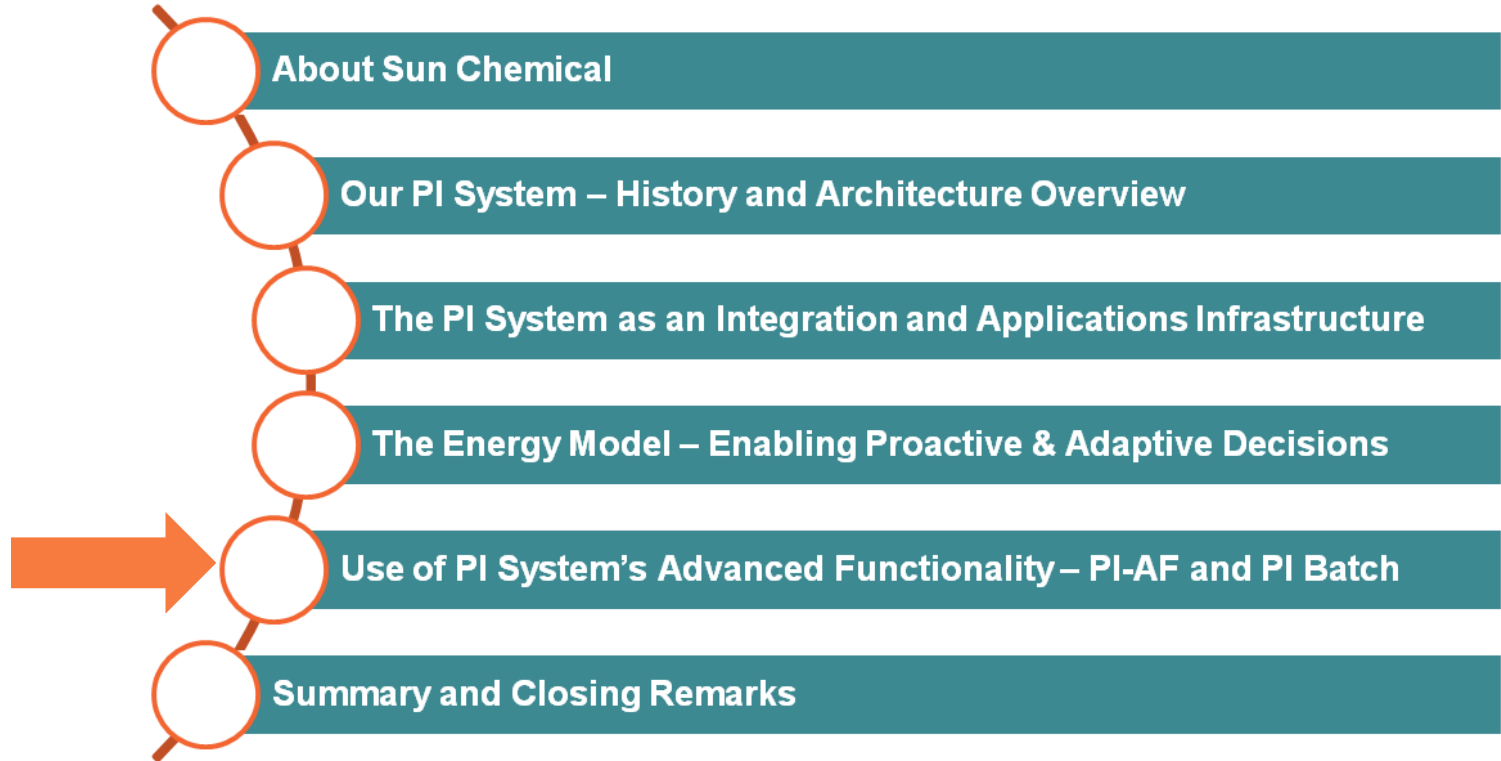 About Sun Chemical
Our PI System – History and Architecture Overview
The PI System as an Integration and Applications Infrastructure
The Energy Model – Enabling Proactive & Adaptive Decisions
Use of PI System’s Advanced Functionality – PI-AF and PI Batch
Summary and Closing Remarks